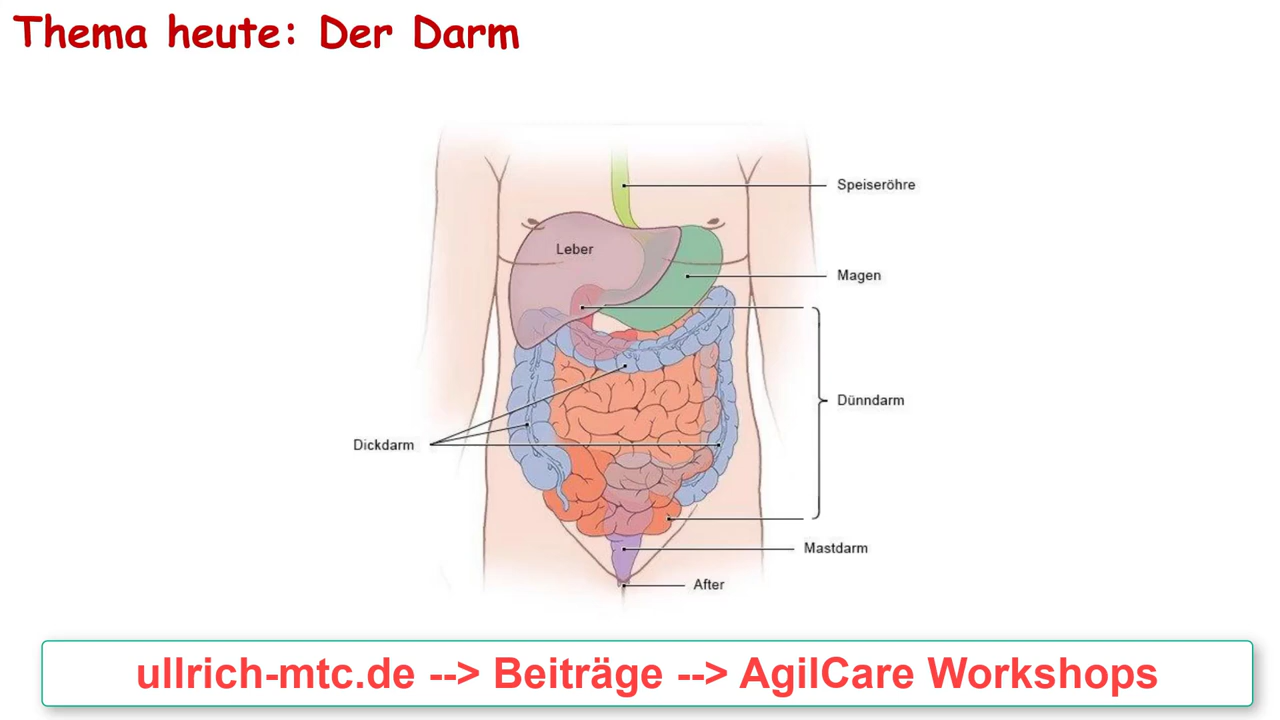 Thema heute: Der Darm
Speiseröhre
Leber
Magen
Dünndarm
Dickdarm
Mastdarm
After
ullrich-mtc.de --> Beiträge --> AgilCare Workshops